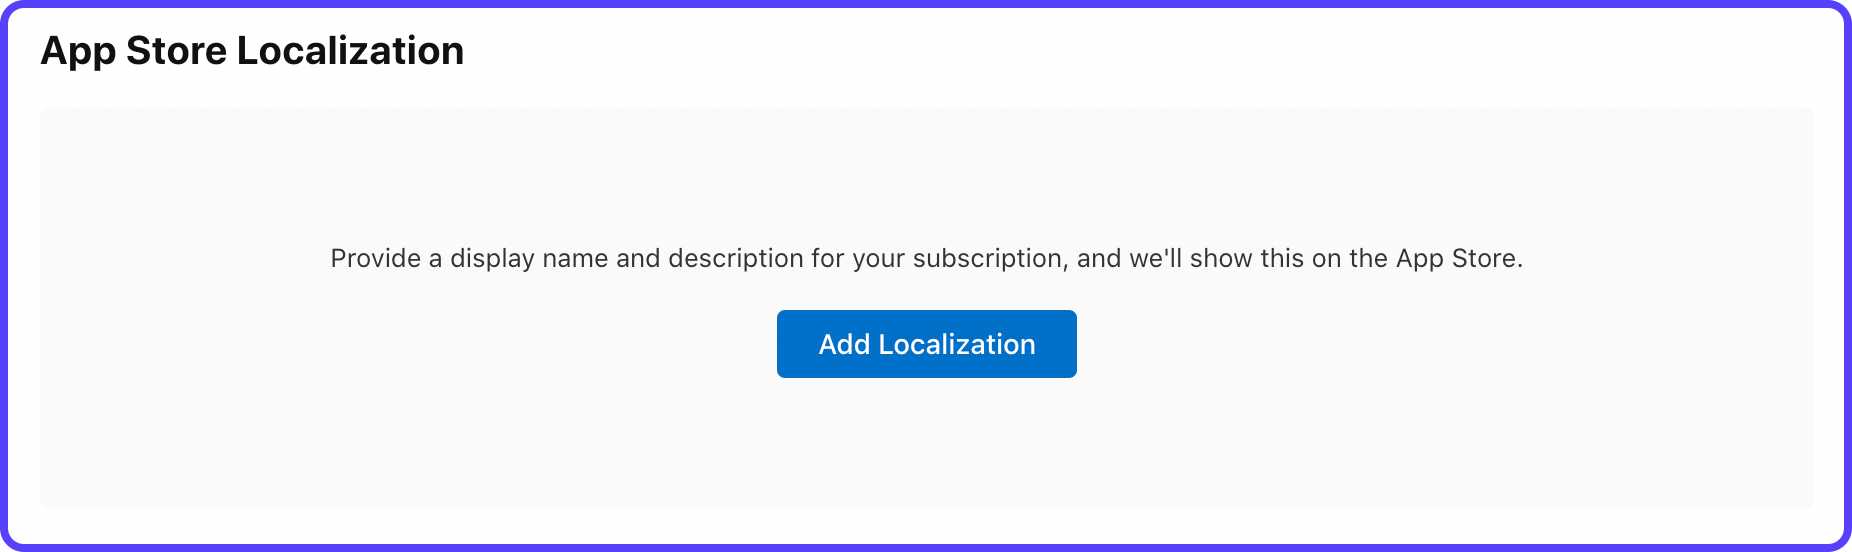 App Store Localization
Provide a display name and description for your subscription, and we'll show this on the App Store.
Add Localization